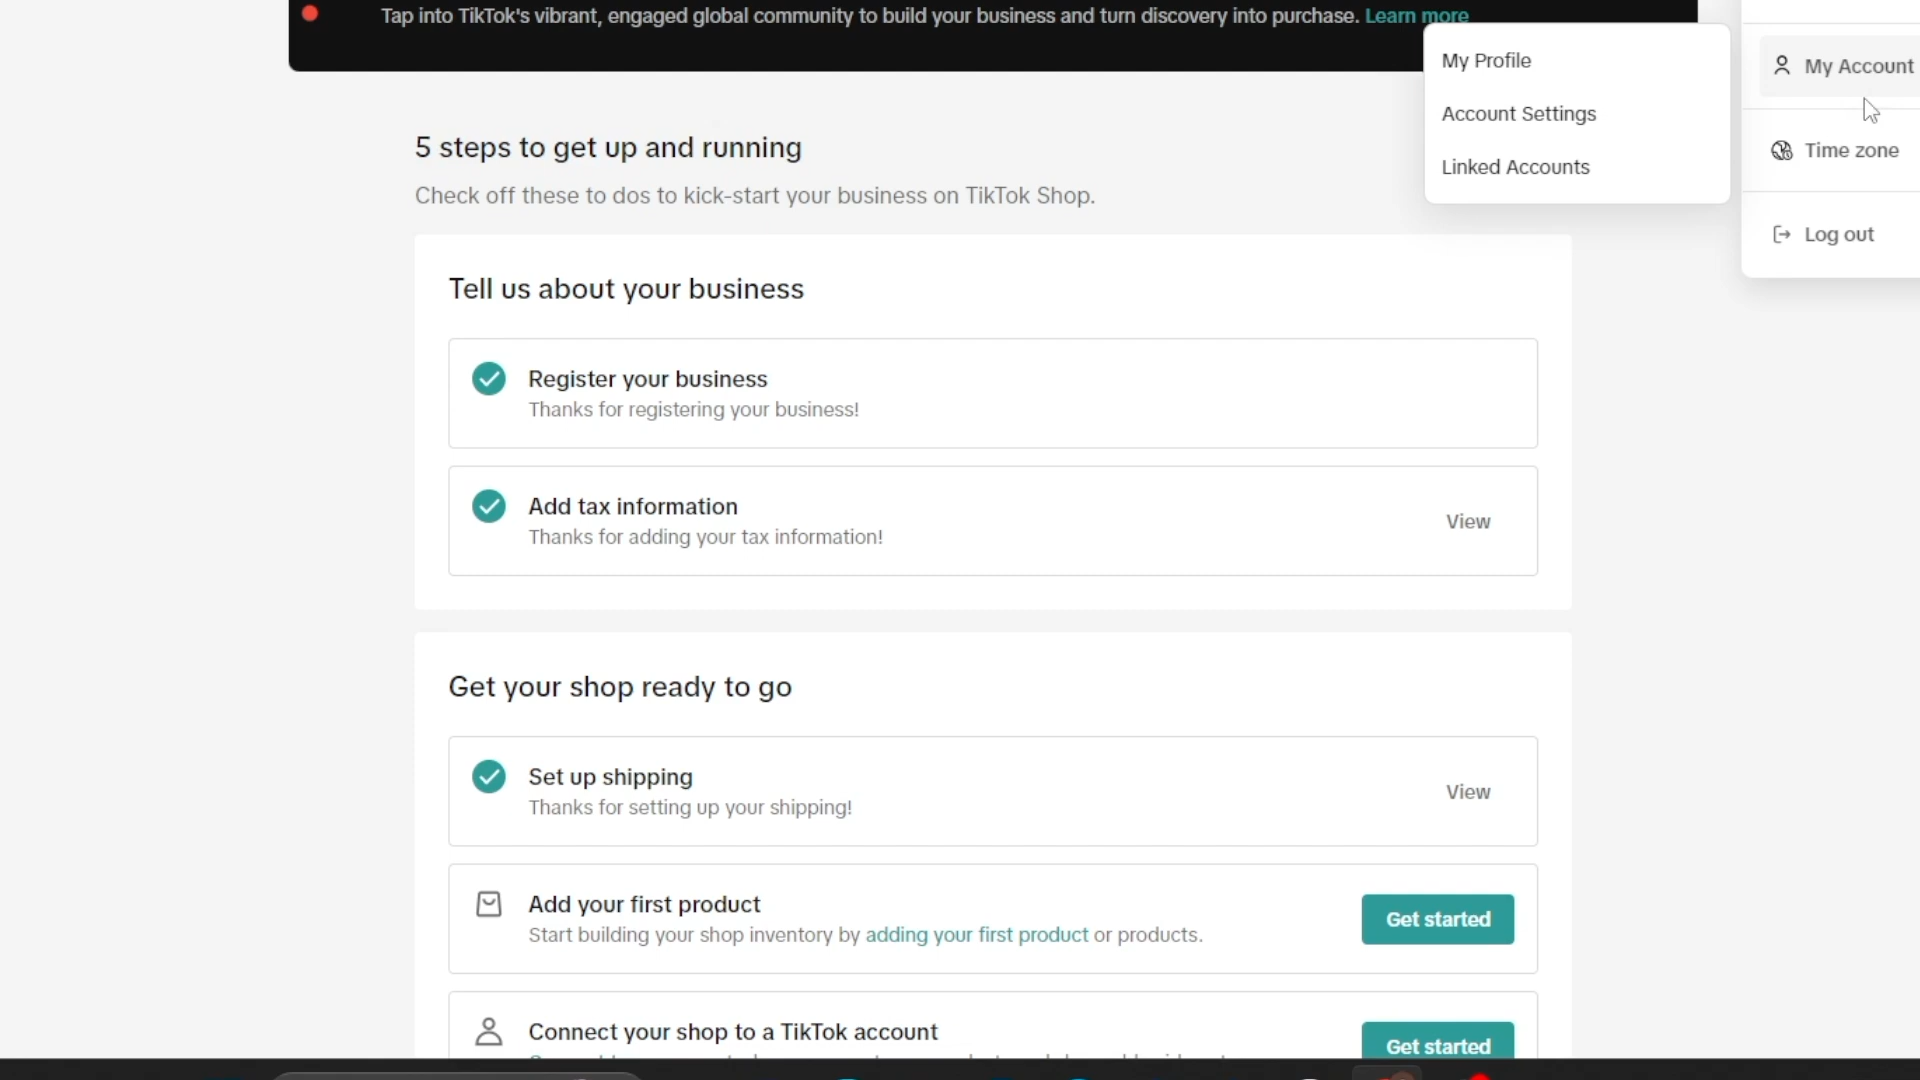 Tap into TikTok's vibrant, engaged global community to build your business and turn discovery into purchase. Learn more
My Profile
Account Settings
Linked Accounts
My Account
Time zone
Log out
5 steps to get up and running
Check off these to dos to kick-start your business on TikTok Shop.
Tell us about your business
Register your business
Thanks for registering your business!
Add tax information
Thanks for adding your tax information!
View
Get your shop ready to go
Set up shipping
Thanks for setting up your shipping!
View
Add your first product
Start building your shop inventory by adding your first product or products.
Get started
Connect your shop to a TikTok account
Get started